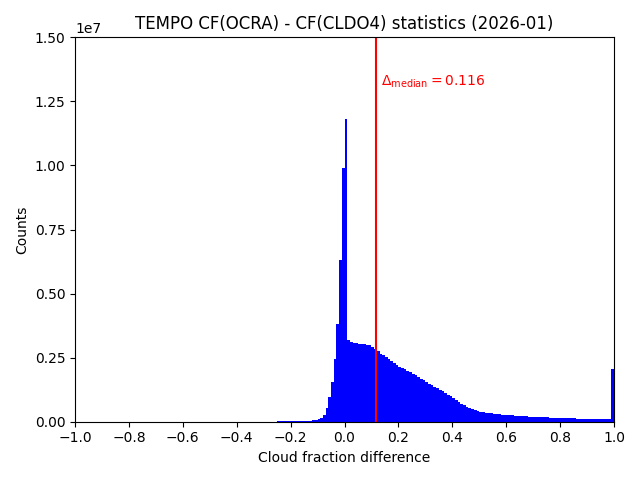 TEMPO CF(OCRA) - CF(CLDO4) statistics (2026-01)
1e7
1.50
1.25
1.00
0.75
0.50
0.25
0.00
Counts
Δmedian = 0.116
−1.0 −0.8 −0.6 −0.4 −0.2 0.0 0.2 0.4 0.6 0.8 1.0
Cloud fraction difference